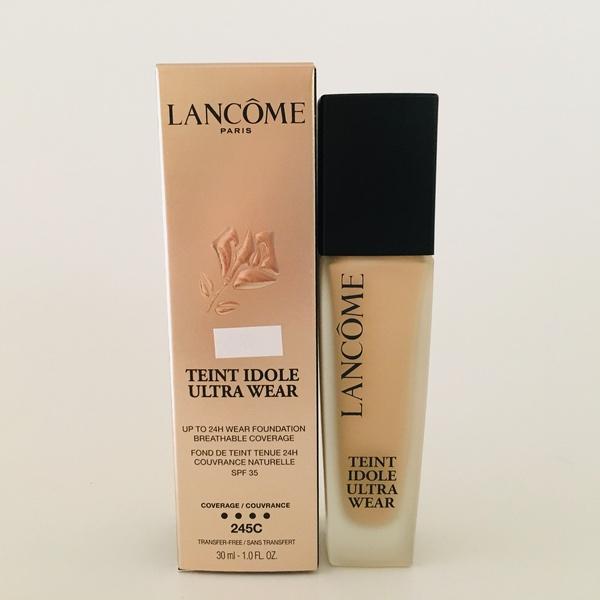 LANCÔME
PARIS
TEINT IDOLE
ULTRA WEAR
UP TO 24H WEAR FOUNDATION
BREATHABLE COVERAGE
FOND DE TEINT TENUE 24H
COUVRANCE NATURELLE
SPF 35
COVERAGE / COUVRANCE
245C
TRANSFER-FREE / SANS TRANSFERT
30 ml - 1.0 FL. OZ.
LANCÔME
TEINT
IDOLE
ULTRA
WEAR